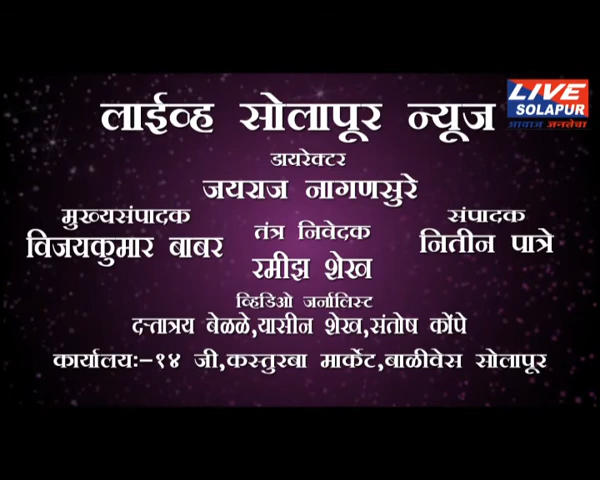 LIVE
SOLAPUR
आवाज जनतेचा
लाईव्ह सोलापूर न्यूज
डायरेक्टर
जयराज नागणसुरे
मुख्यसंपादक
विजयकुमार बाबर
तंत्र निवेदक
रमीझ शेख
संपादक
नितीन पात्रे
व्हिडिओ जर्नालिस्ट
दत्तात्रय बेळळे,यासीन शेख,संतोष कोंपे
कार्यालयः-१४ जी,कस्तुरबा मार्केट,बाळीवेस सोलापूर